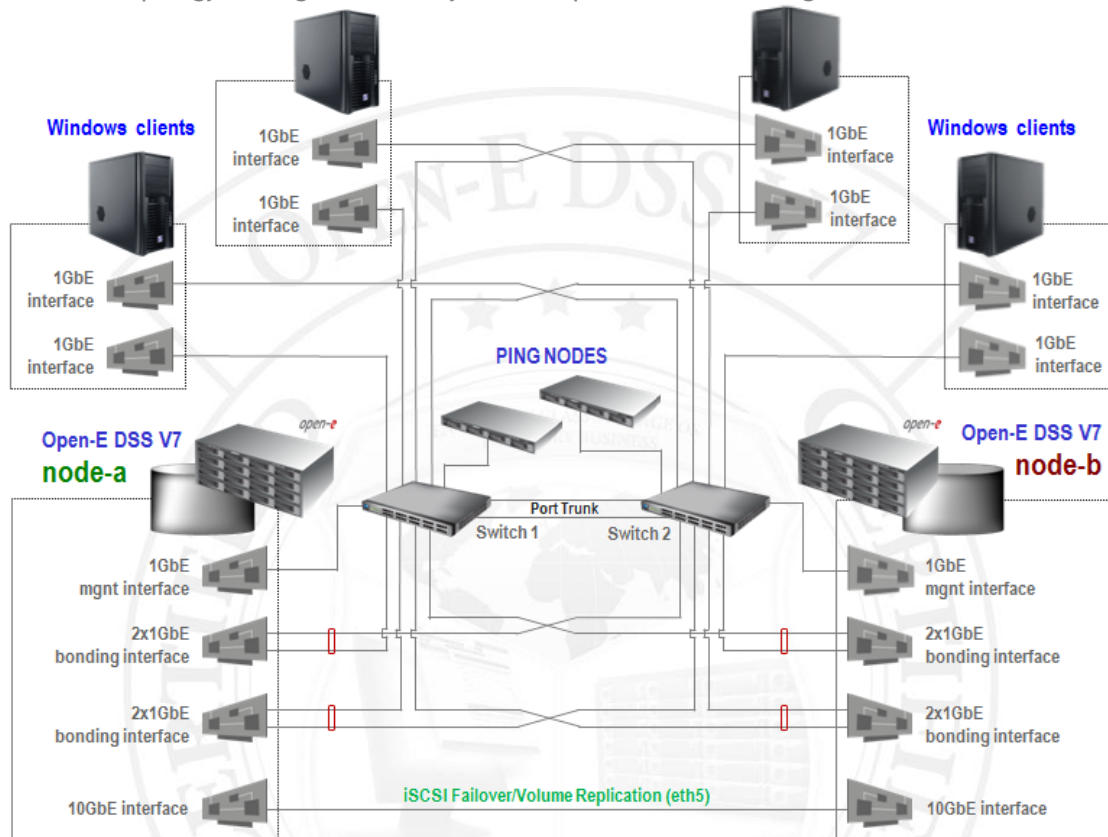 Windows clients
1GbE
interface
1GbE
interface
1GbE
interface
1GbE
interface
Windows clients
1GbE
interface
1GbE
interface
1GbE
interface
1GbE
interface
PING NODES
open-e
Open-E DSS V7
node-a
open-e
Open-E DSS V7
node-b
Port Trunk
Switch 1
Switch 2
1GbE
mgnt interface
1GbE
mgnt interface
2x1GbE
bonding interface
2x1GbE
bonding interface
2x1GbE
bonding interface
2x1GbE
bonding interface
10GbE interface
iSCSI Failover/Volume Replication (eth5)
10GbE interface
OPEN-E DSS V7